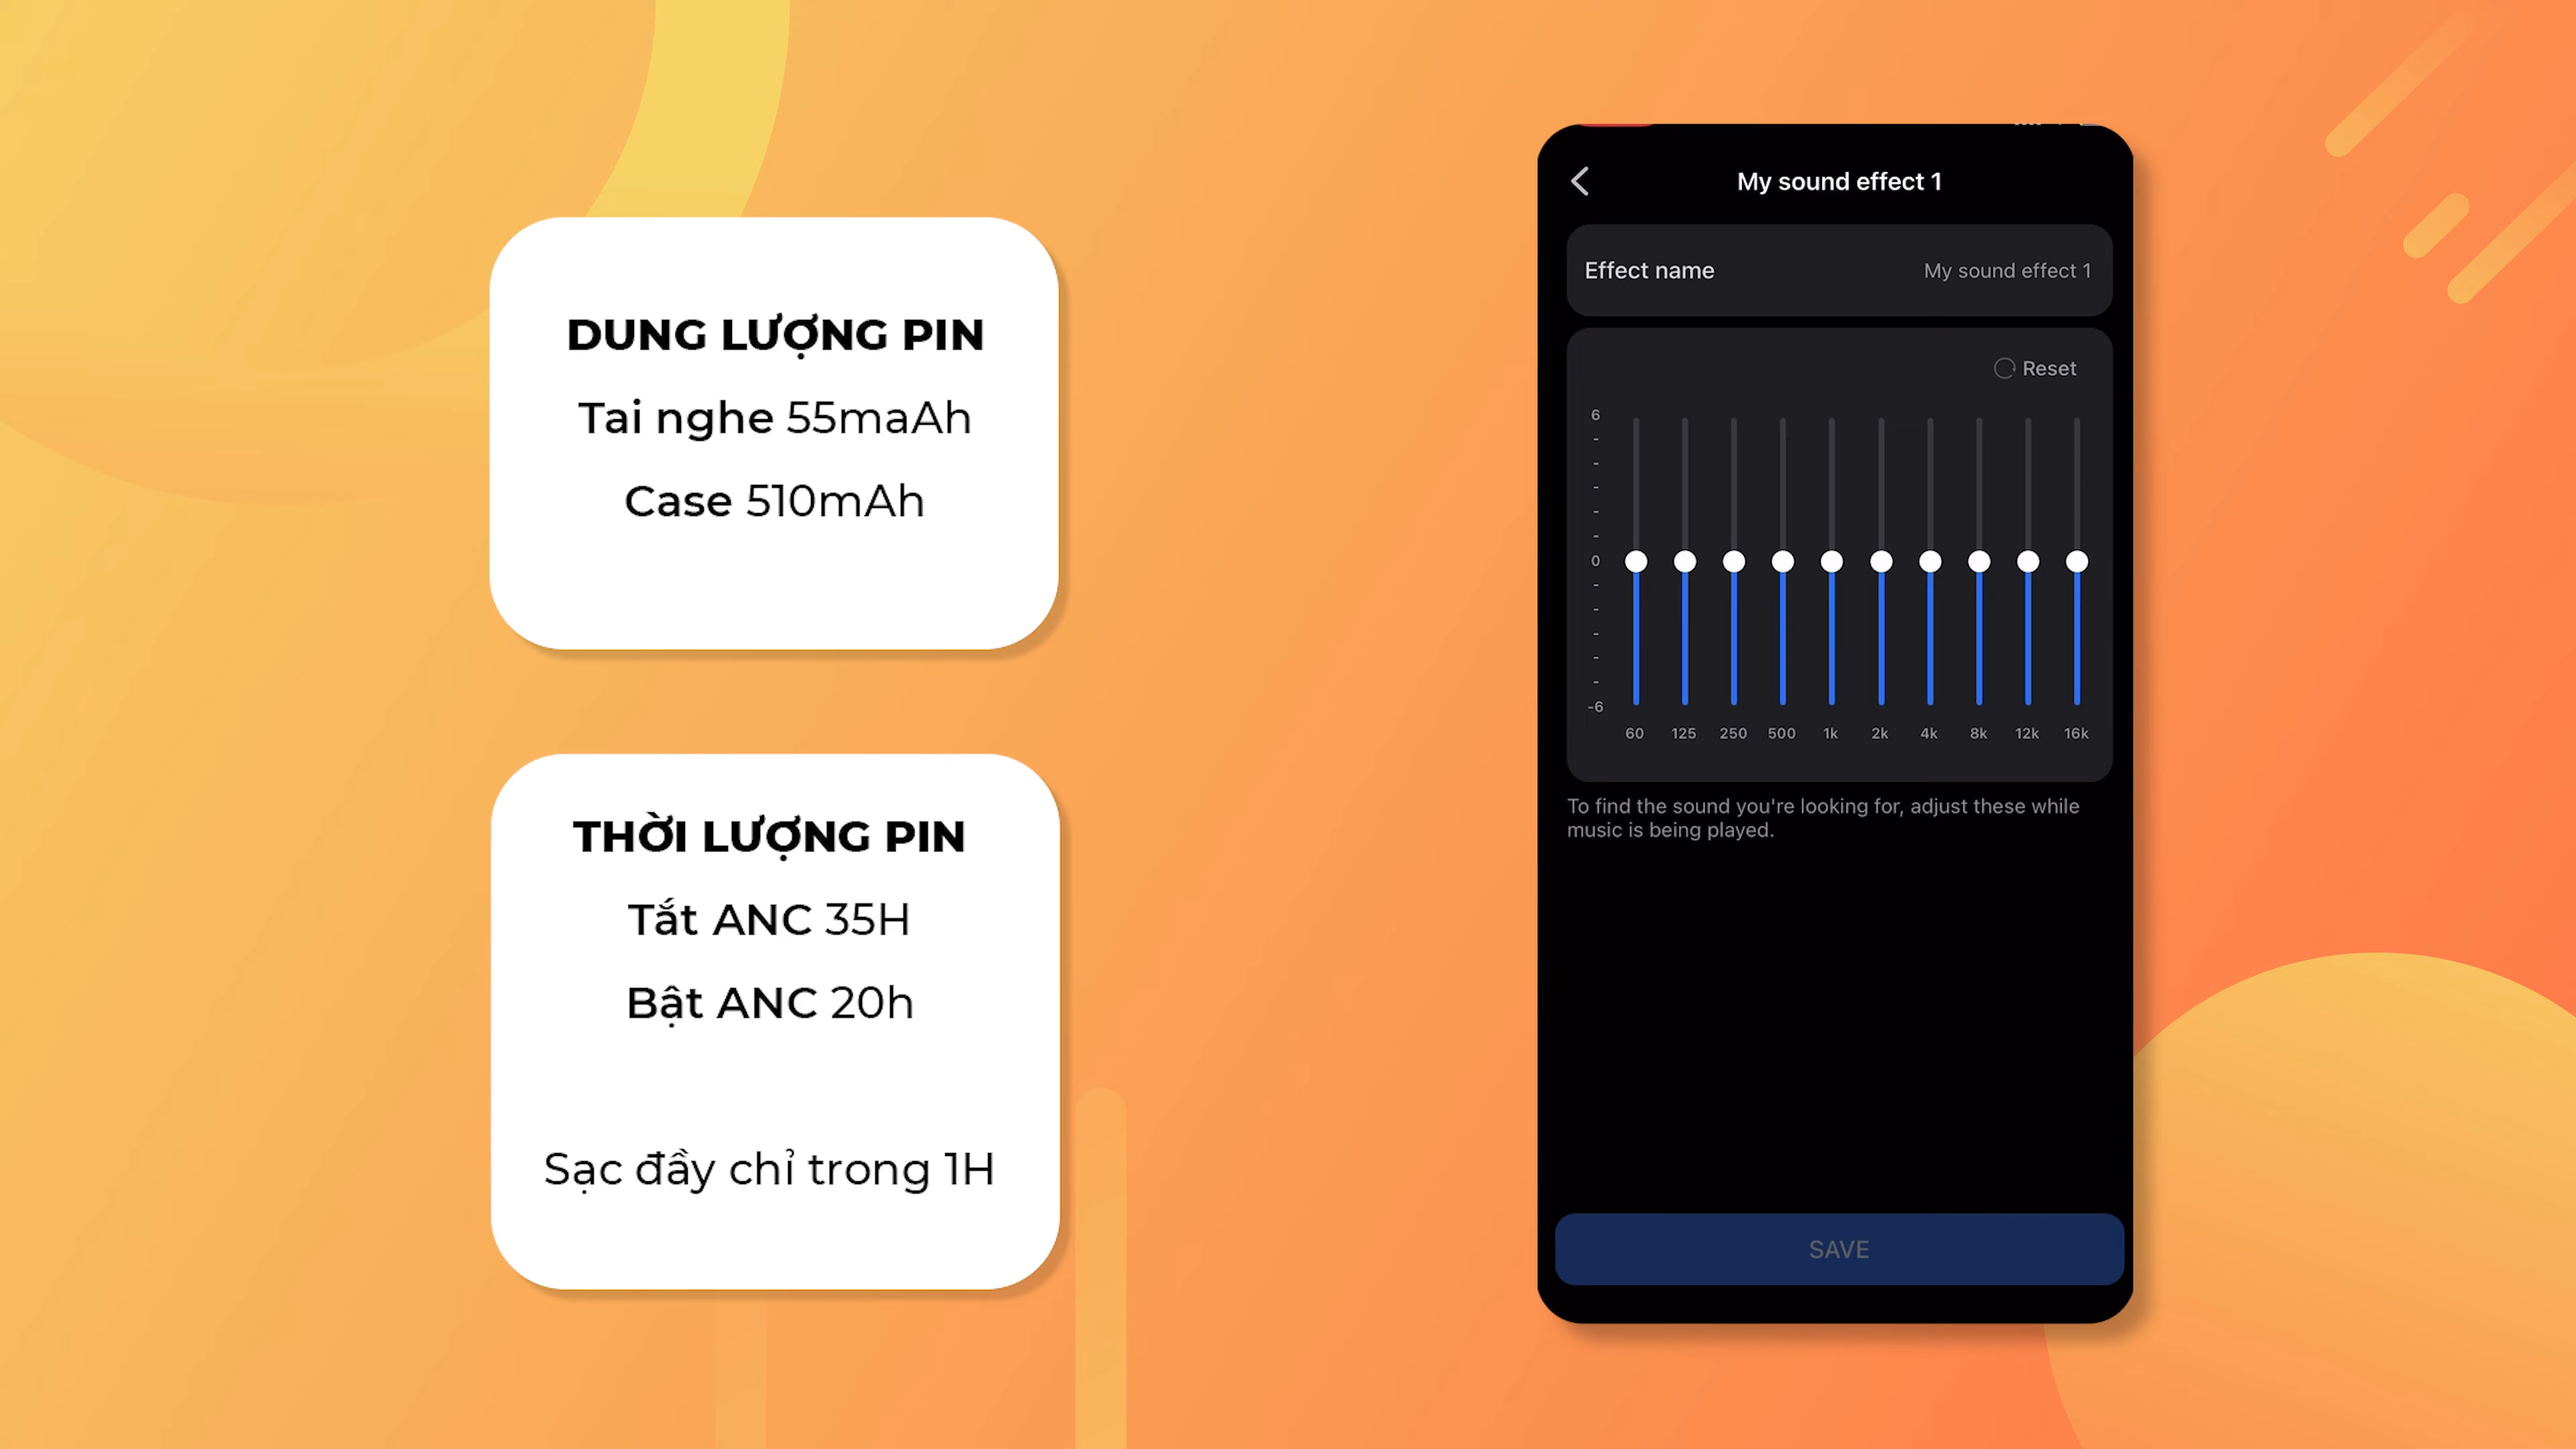 DUNG LƯỢNG PIN
Tai nghe 55maAh
Case 510mAh
THỜI LƯỢNG PIN
Tắt ANC 35H
Bật ANC 20h
Sạc đầy chỉ trong 1H
My sound effect 1
Effect name My sound effect 1
Reset
6
0
-6
60 125 250 500 1k 2k 4k 8k 12k 16k
To find the sound you're looking for, adjust these while
music is being played.
SAVE